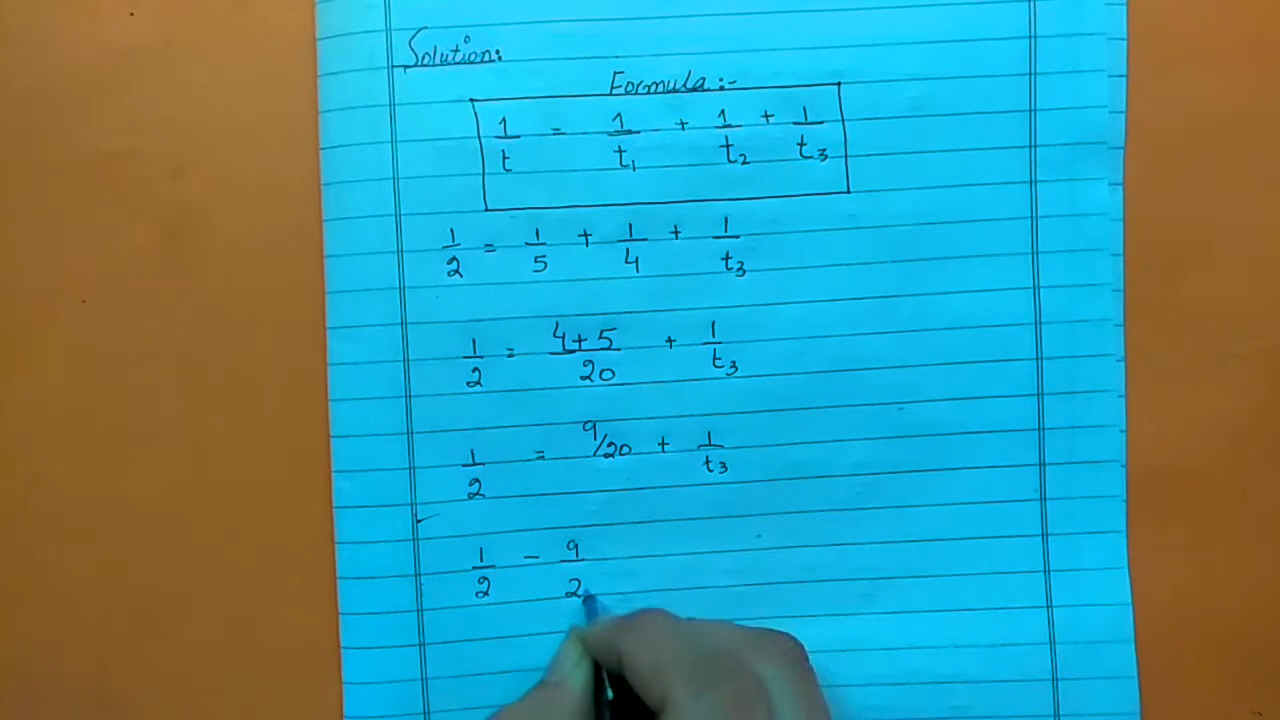 Solution:
Formula :-
1/t = 1/t₁ + 1/t₂ + 1/t₃
1/2 = 1/5 + 1/4 + 1/t₃
1/2 = 4+5/20 + 1/t₃
1/2 = 9/20 + 1/t₃
1/2 - 9/2